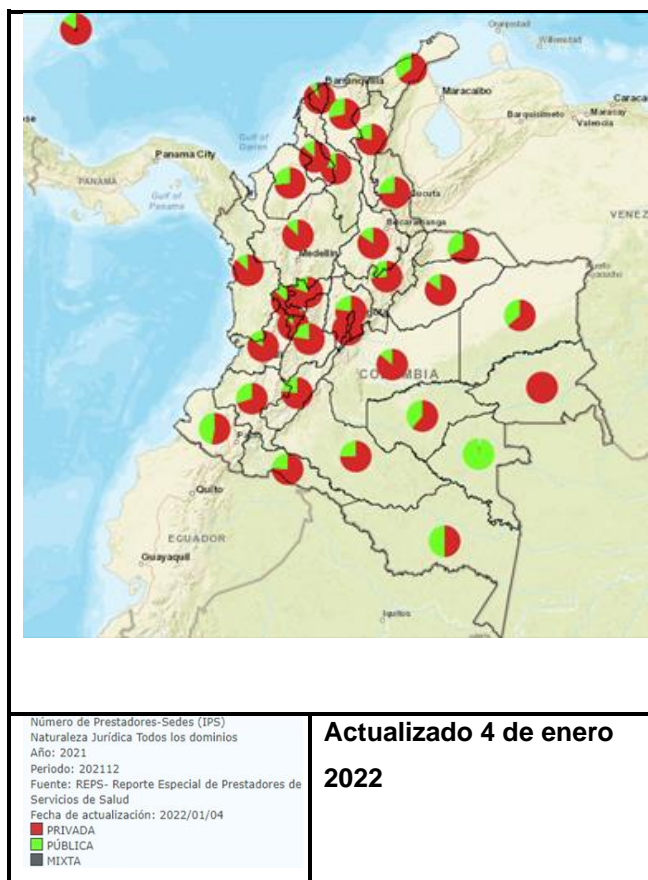 Oranjestad
Willemstad
Barranquilla
Maracaibo
Caraca
Barquisimeto
Maracay
Valencia
Panama City
Gulf of
Darien
PANAMA
Gulf of
Panama
Cucuta
Bucaramanga
VENEZ
Medellin
Puerto
Ayacucho
COLOMBIA
Quito
ECUADOR
Guayaquil
Iquitos
Número de Prestadores-Sedes (IPS)
Naturaleza Jurídica Todos los dominios
Año: 2021
Periodo: 202112
Fuente: REPS- Reporte Especial de Prestadores de
Servicios de Salud
Fecha de actualización: 2022/01/04
PRIVADA
PÚBLICA
MIXTA
Actualizado 4 de enero
2022